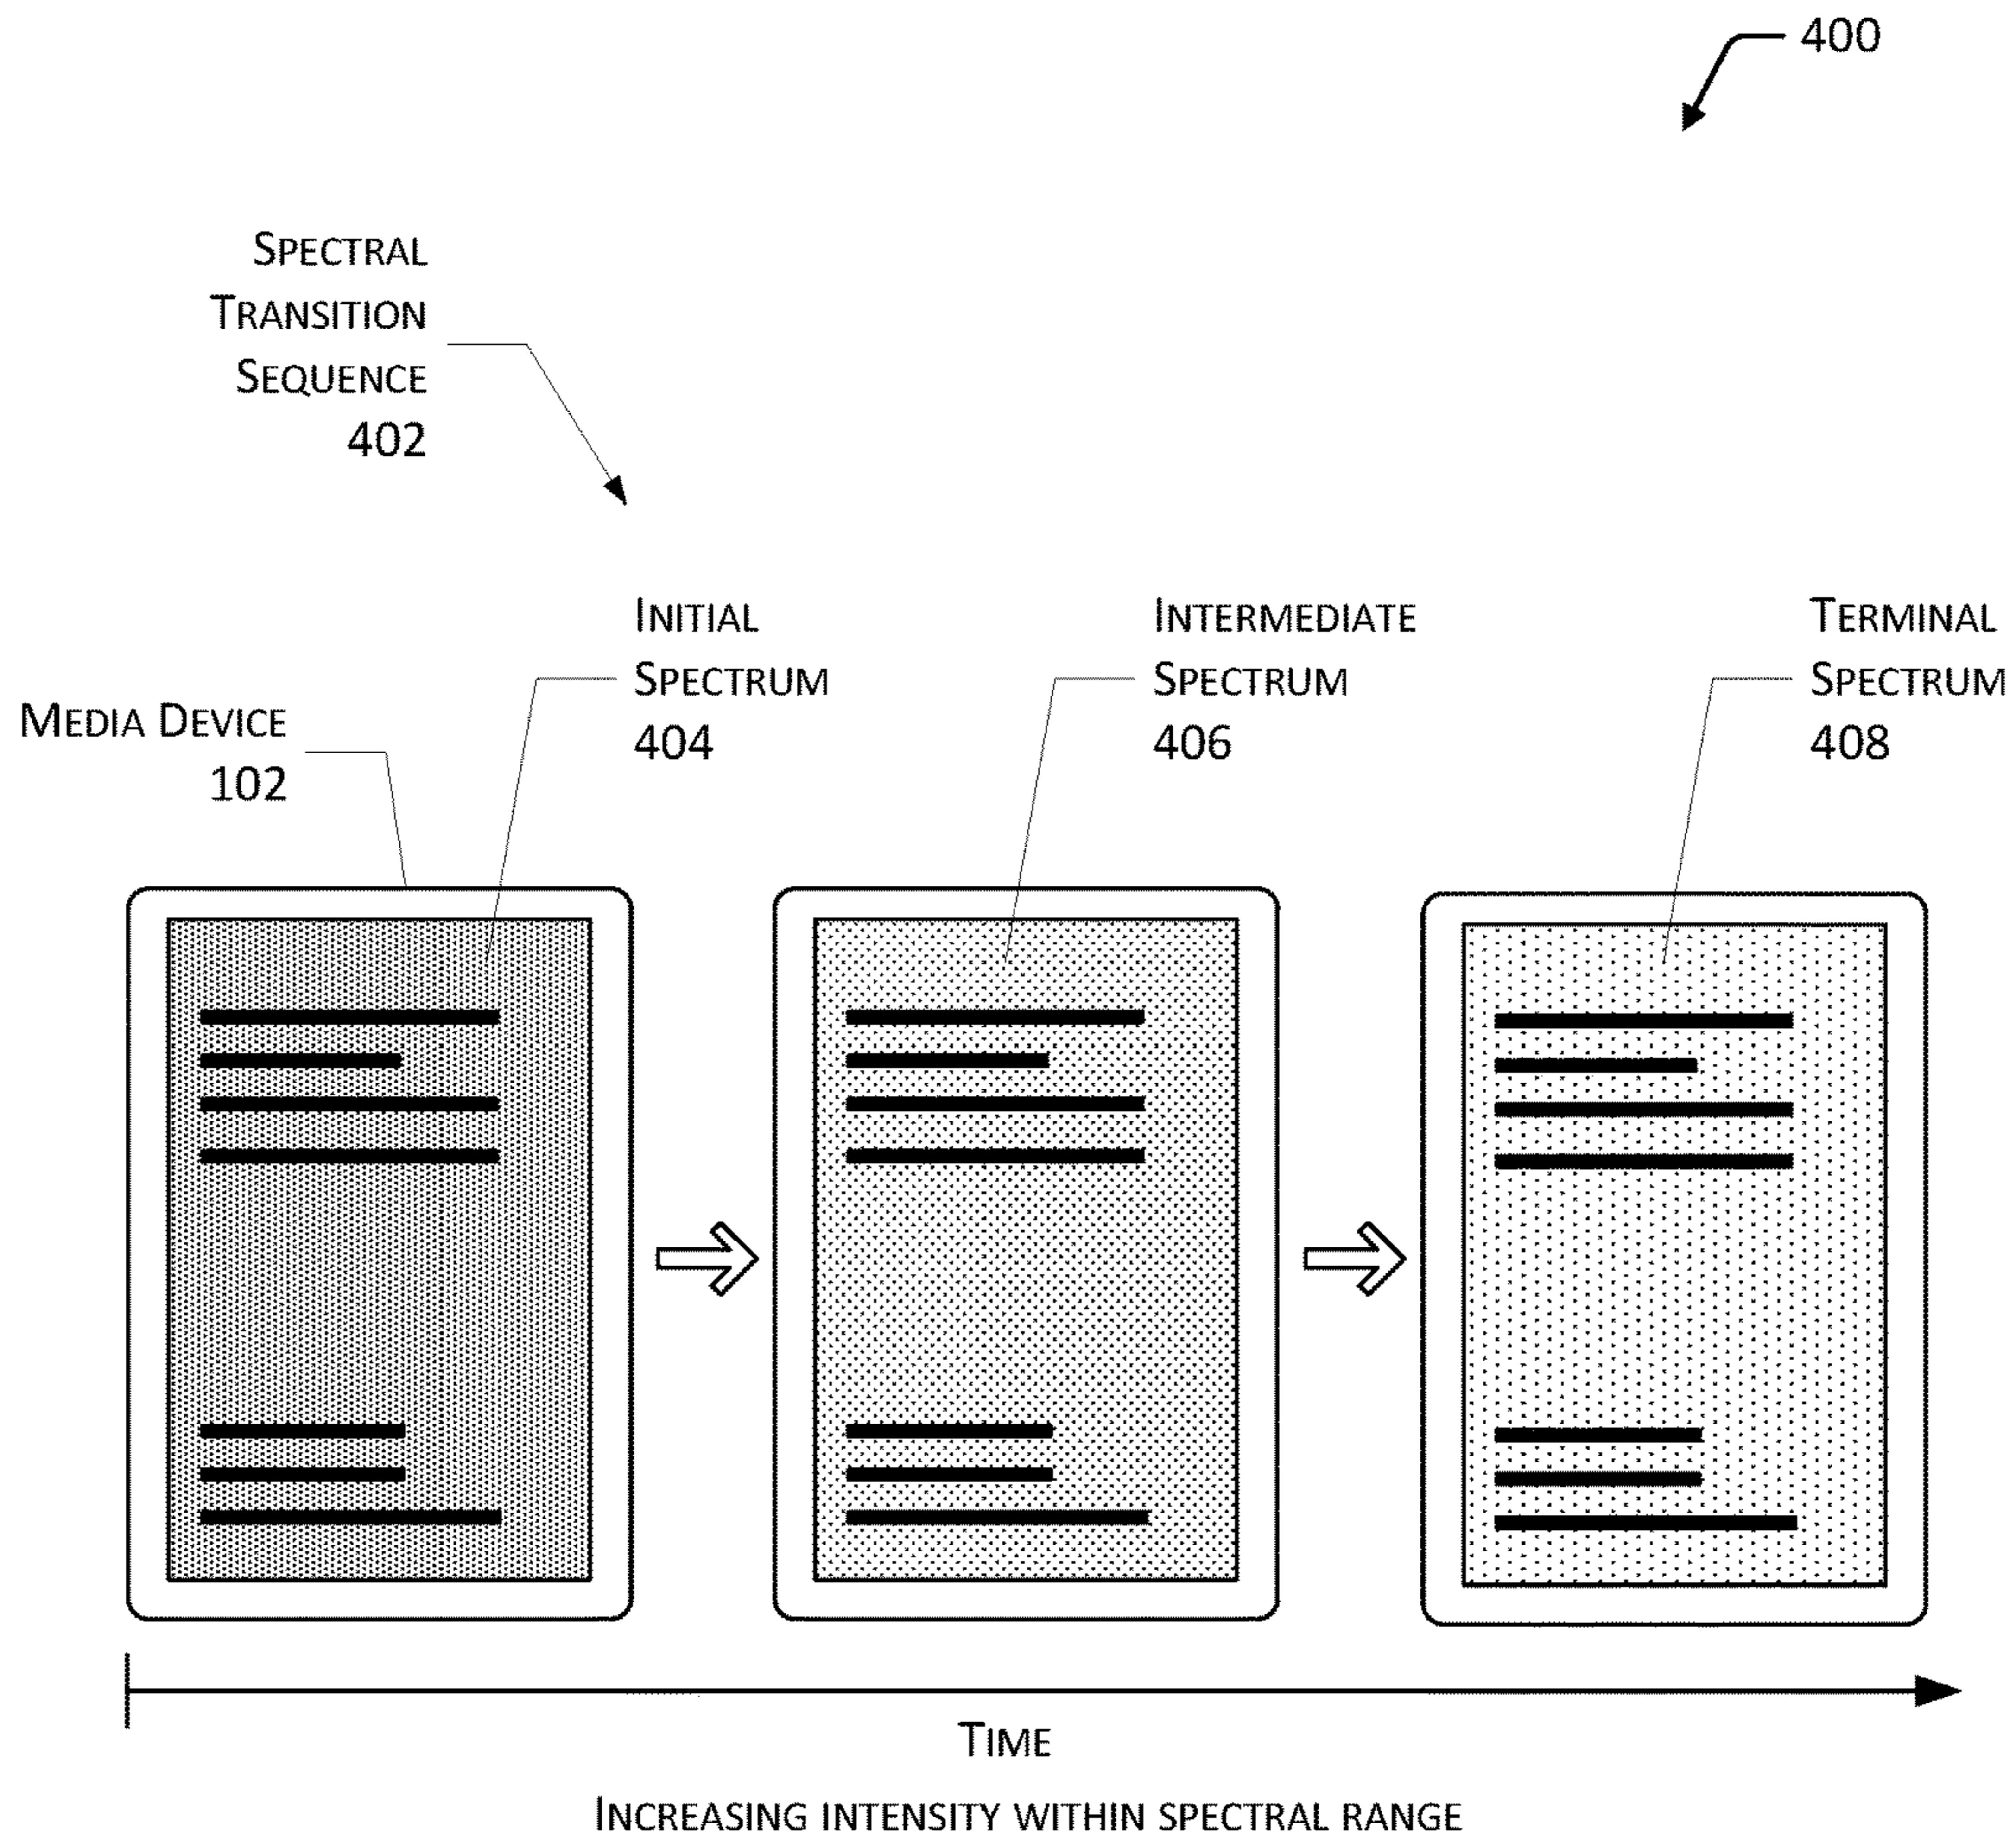 400
SPECTRAL
TRANSITION
SEQUENCE
402
INITIAL
SPECTRUM
404
INTERMEDIATE
SPECTRUM
406
TERMINAL
SPECTRUM
408
MEDIA DEVICE
102
TIME
INCREASING INTENSITY WITHIN SPECTRAL RANGE